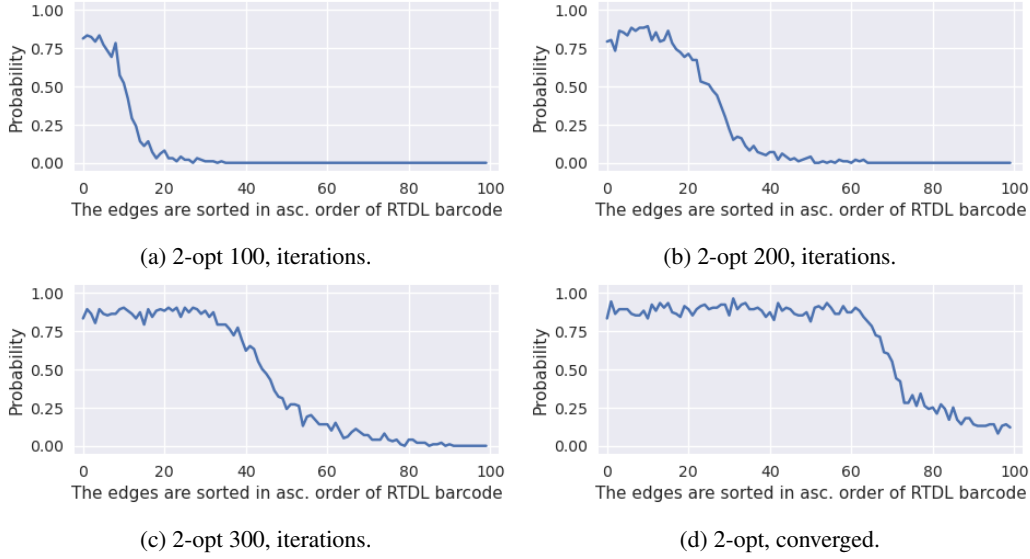 1.00
0.75
0.50
0.25
0.00
Probability
0 20 40 60 80 100
The edges are sorted in asc. order of RTDL barcode
(a) 2-opt 100, iterations.
1.00
0.75
0.50
0.25
0.00
Probability
0 20 40 60 80 100
The edges are sorted in asc. order of RTDL barcode
(b) 2-opt 200, iterations.
1.00
0.75
0.50
0.25
0.00
Probability
0 20 40 60 80 100
The edges are sorted in asc. order of RTDL barcode
(c) 2-opt 300, iterations.
1.00
0.75
0.50
0.25
0.00
Probability
0 20 40 60 80 100
The edges are sorted in asc. order of RTDL barcode
(d) 2-opt, converged.